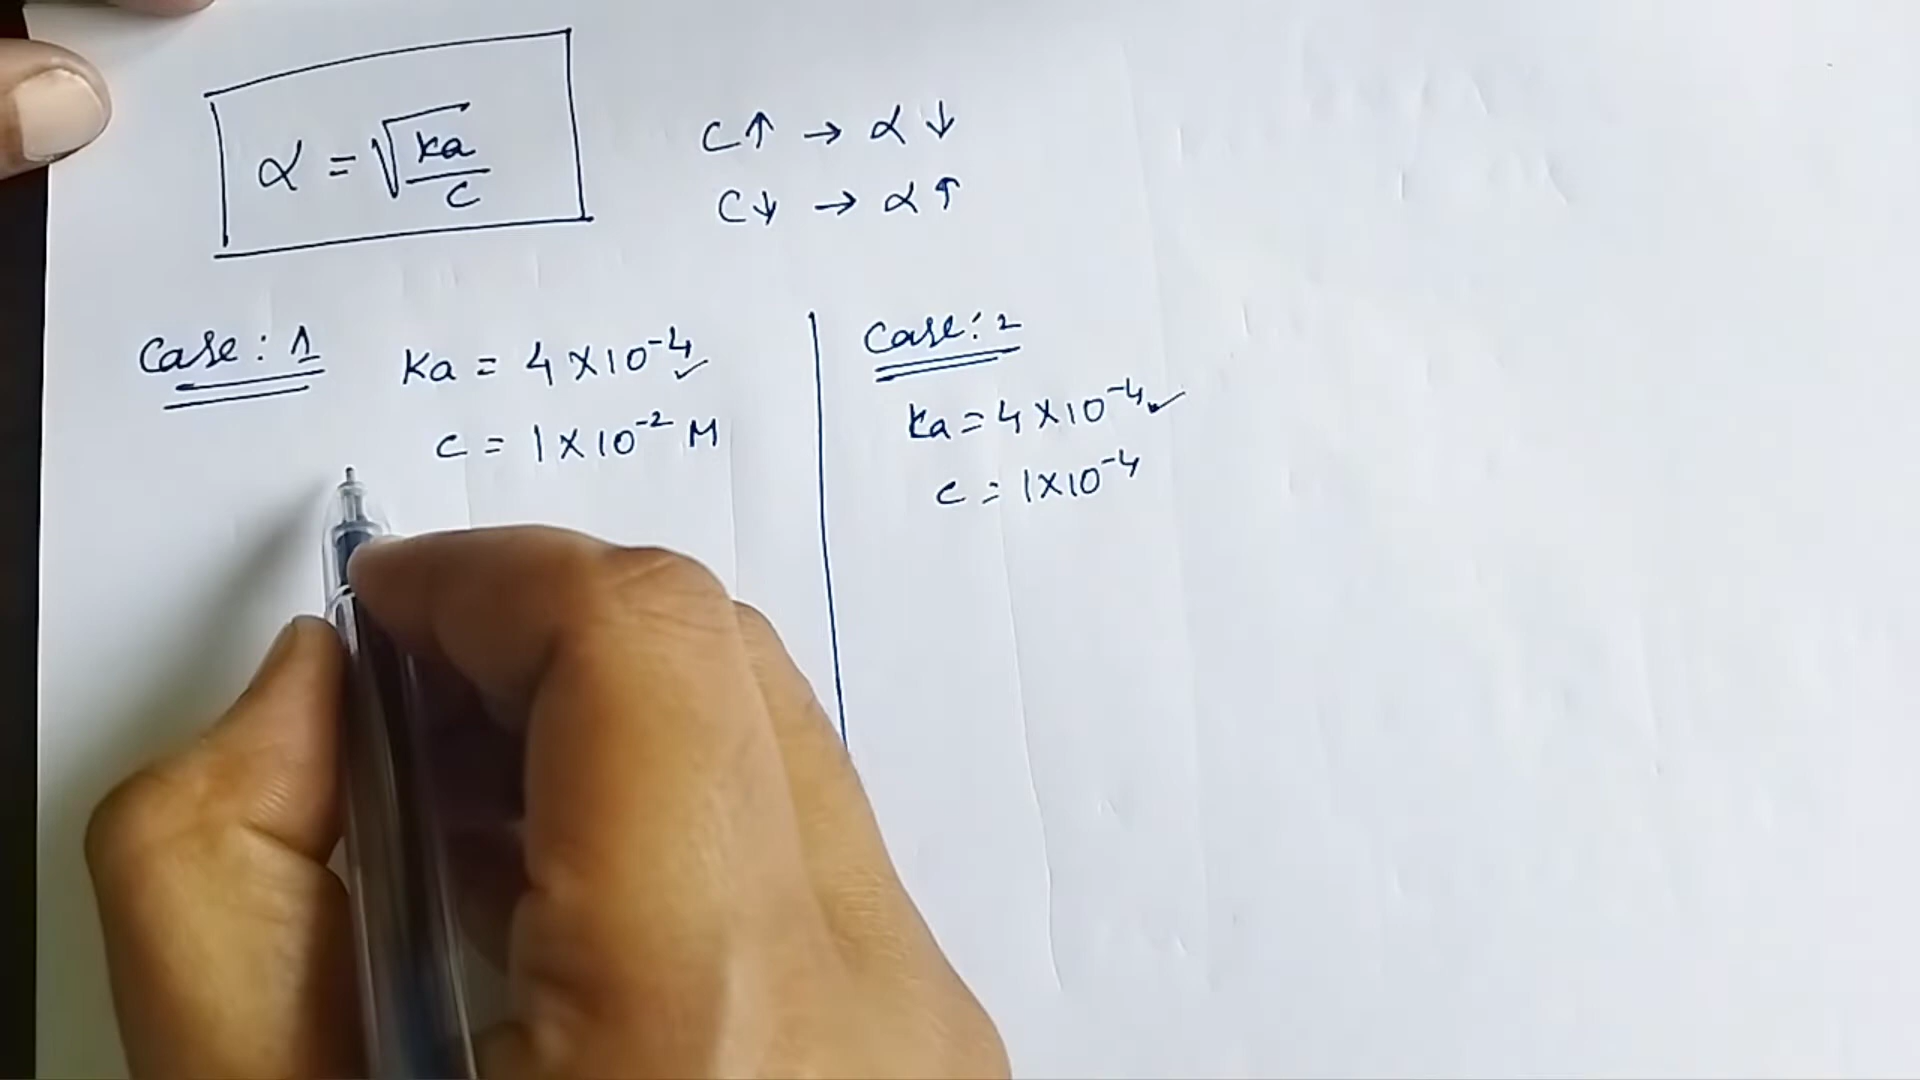 α = √ka/c
C↑ → α↓
C↓ → α↑
Case: 1
ka = 4×10⁻⁴ ✓
c = 1×10⁻² M
Case: 2
ka = 4×10⁻⁴ ✓
c = 1×10⁻⁴